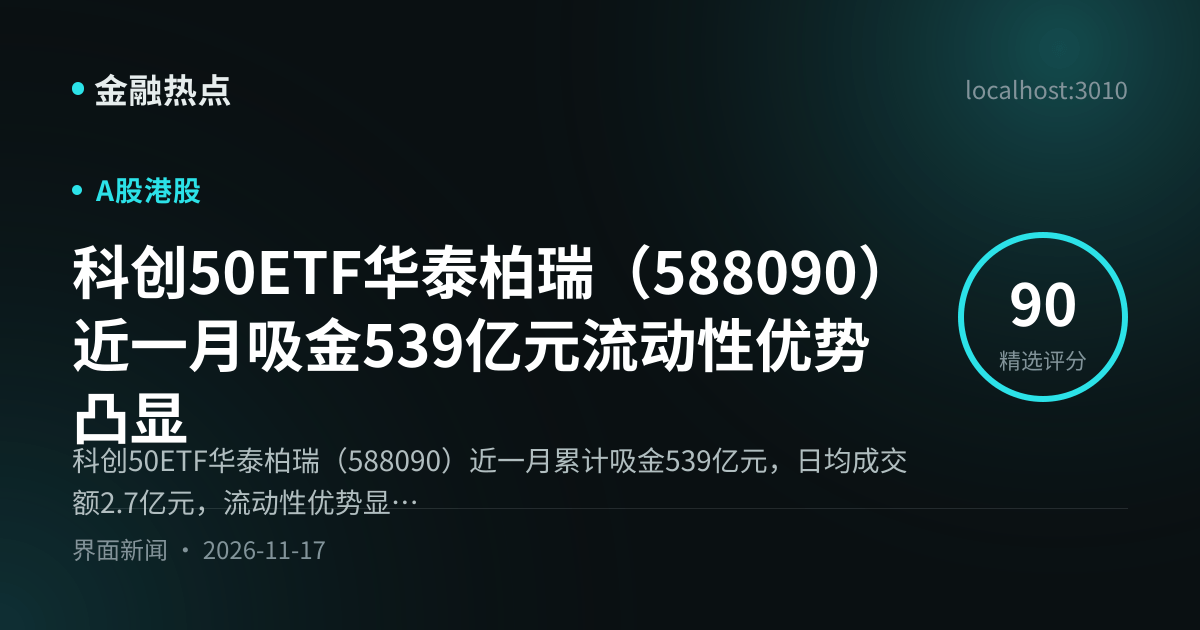 金融热点
localhost:3010
A股港股
科创50ETF华泰柏瑞（588090）
近一月吸金539亿元流动性优势
凸显
90
精选评分
科创50ETF华泰柏瑞（588090）近一月累计吸金539亿元，日均成交
额2.7亿元，流动性优势显…
界面新闻 · 2026-11-17